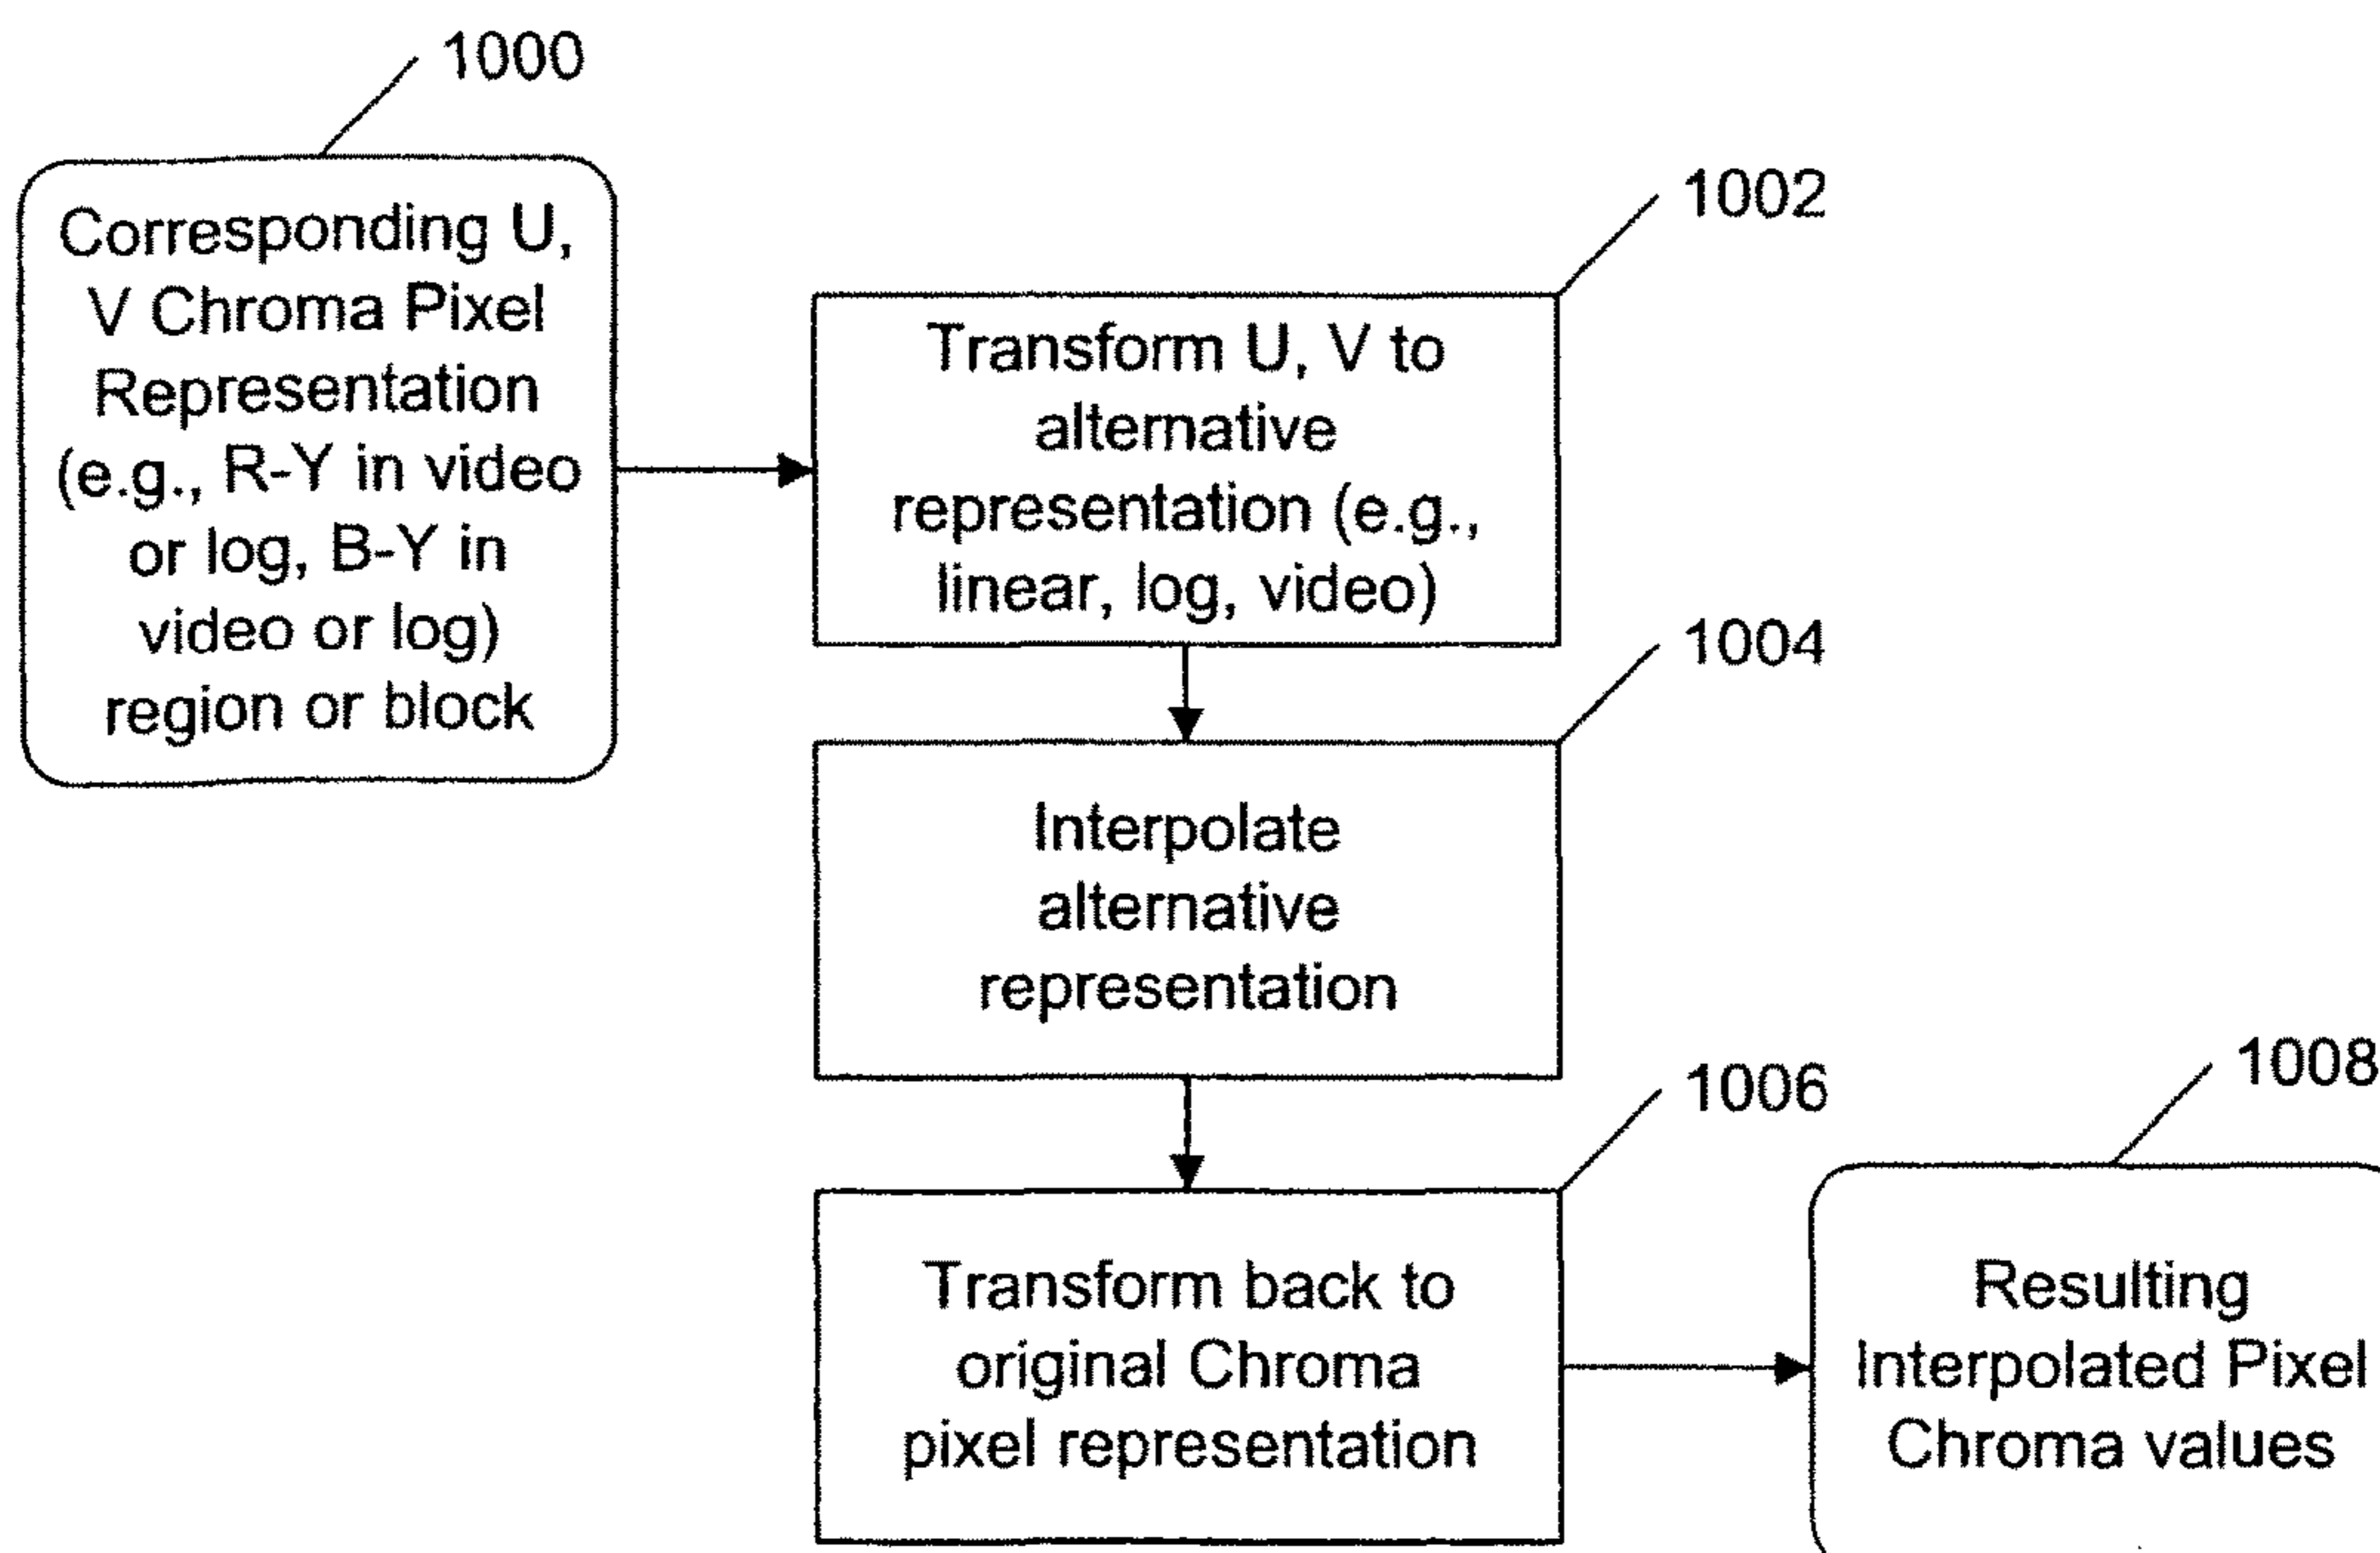 1000
Corresponding U,
V Chroma Pixel
Representation
(e.g., R-Y in video
or log, B-Y in
video or log)
region or block
1002
Transform U, V to
alternative
representation (e.g.,
linear, log, video)
1004
Interpolate
alternative
representation
1006
Transform back to
original Chroma
pixel representation
1008
Resulting
Interpolated Pixel
Chroma values